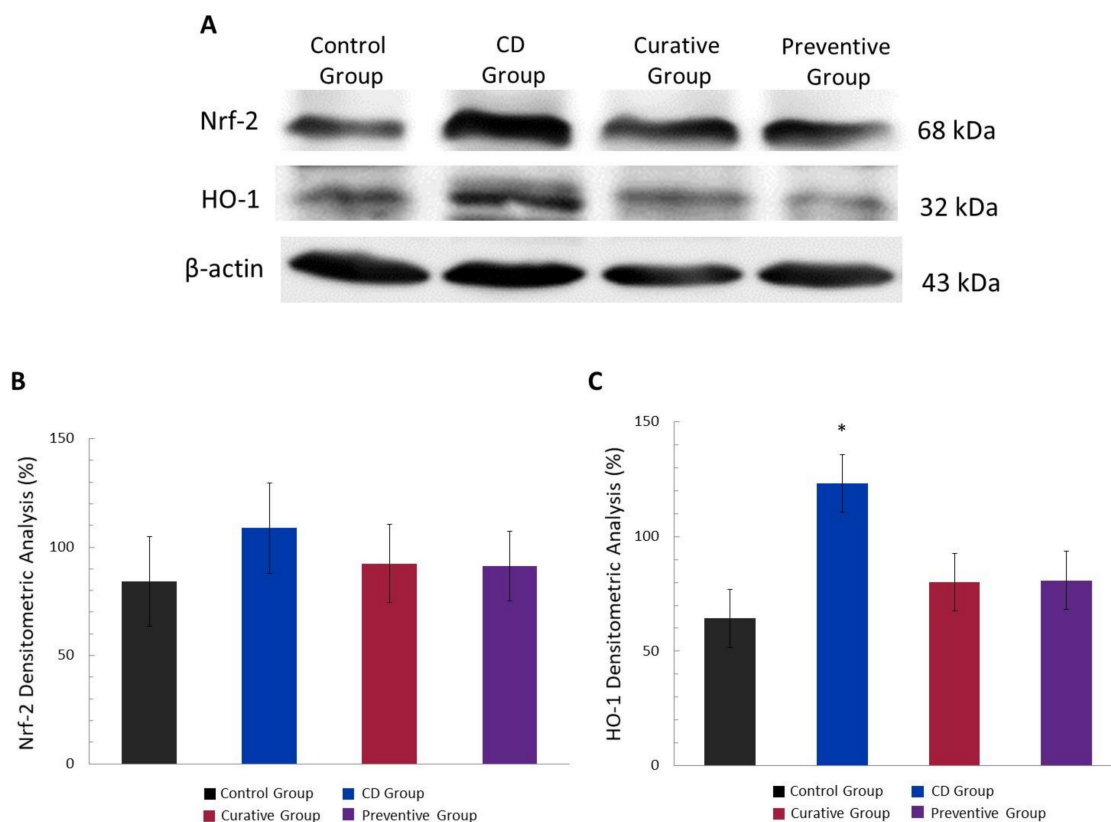 A
Control Group
CD Group
Curative Group
Preventive Group
Nrf-2
68 kDa
HO-1
32 kDa
β-actin
43 kDa
B
Nrf-2 Densitometric Analysis (%)
150
100
50
0
Control Group
CD Group
Curative Group
Preventive Group
C
HO-1 Densitometric Analysis (%)
150
100
50
0
*
Control Group
CD Group
Curative Group
Preventive Group